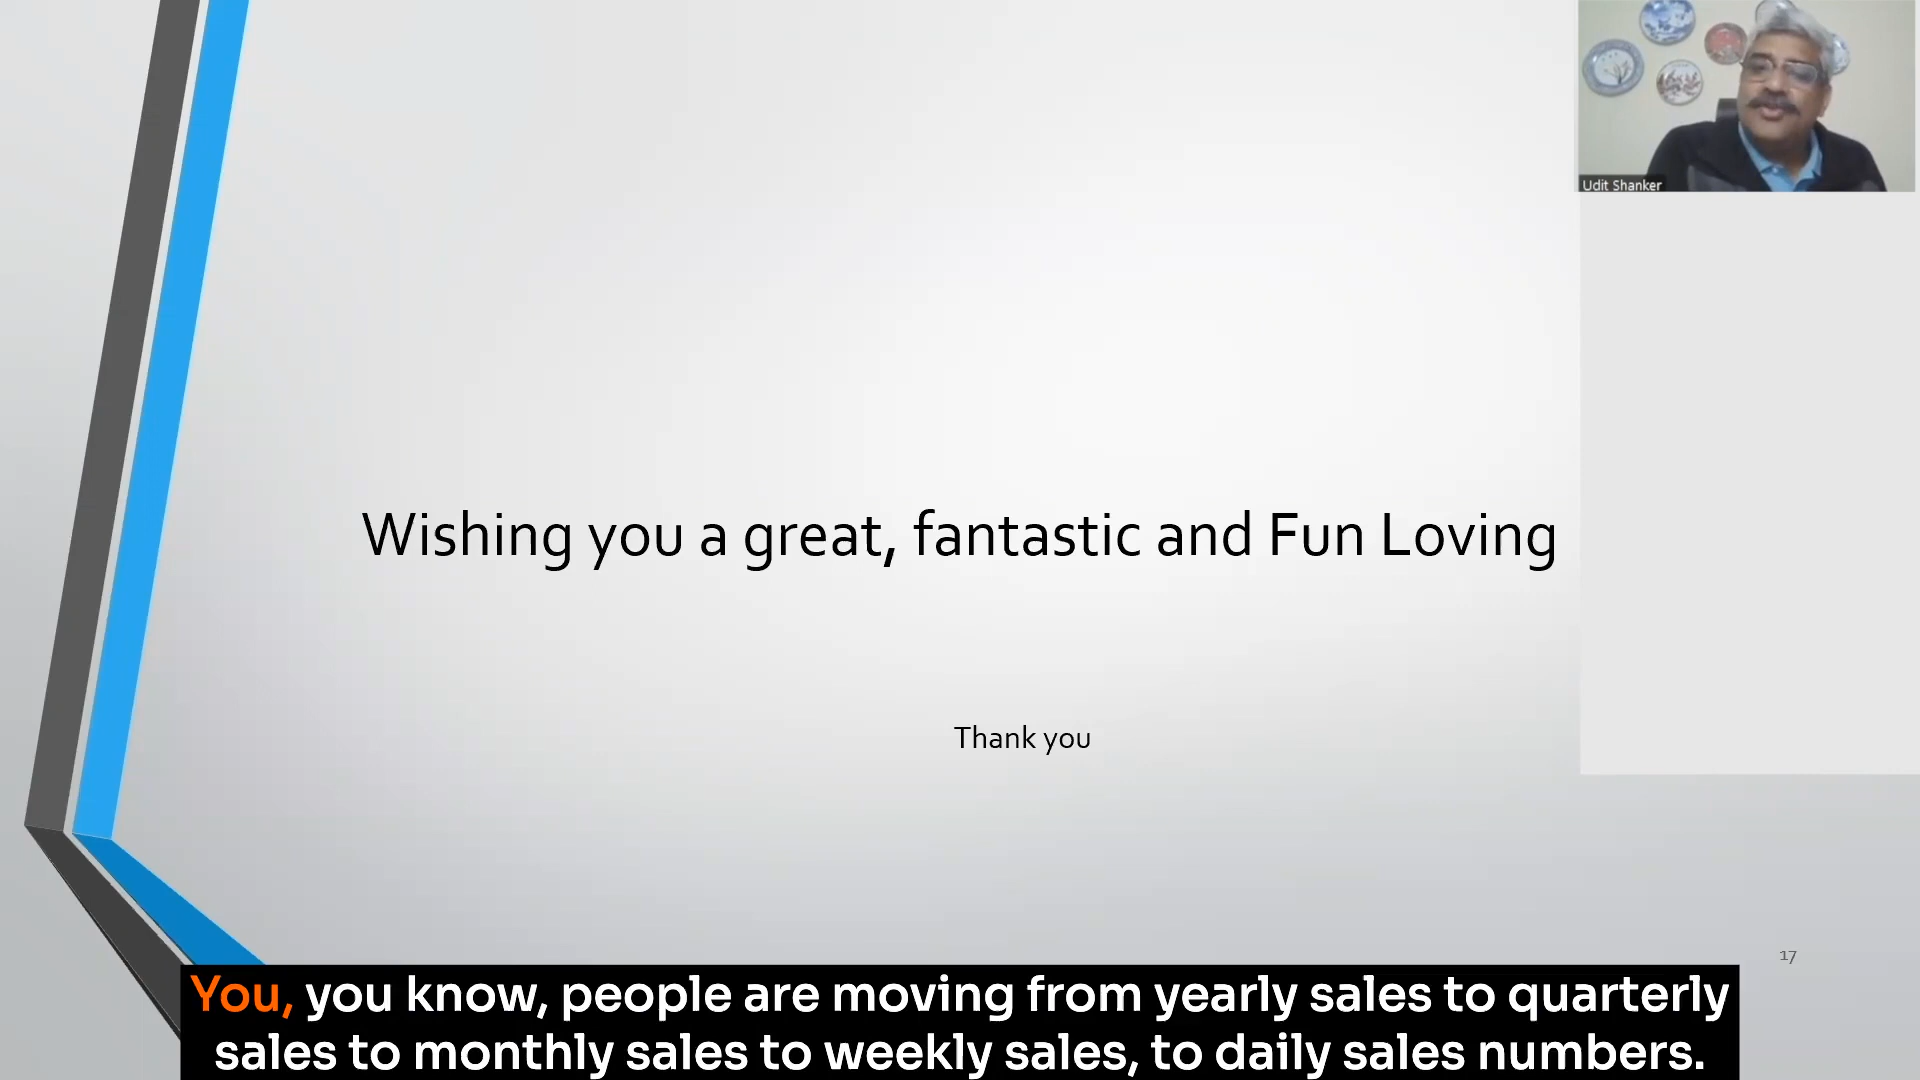 Udit Shanker
Wishing you a great, fantastic and Fun Loving
Thank you
17
You, you know, people are moving from yearly sales to quarterly
sales to monthly sales to weekly sales, to daily sales numbers.